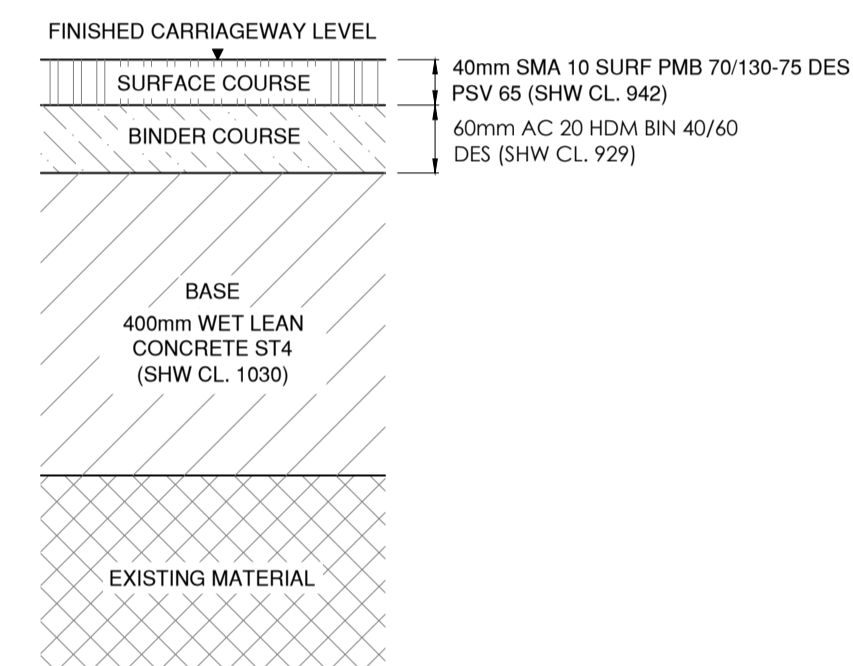 FINISHED CARRIAGEWAY LEVEL
SURFACE COURSE
40mm SMA 10 SURF PMB 70/130-75 DES
PSV 65 (SHW CL. 942)
BINDER COURSE
60mm AC 20 HDM BIN 40/60
DES (SHW CL. 929)
BASE
400mm WET LEAN
CONCRETE ST4
(SHW CL. 1030)
EXISTING MATERIAL